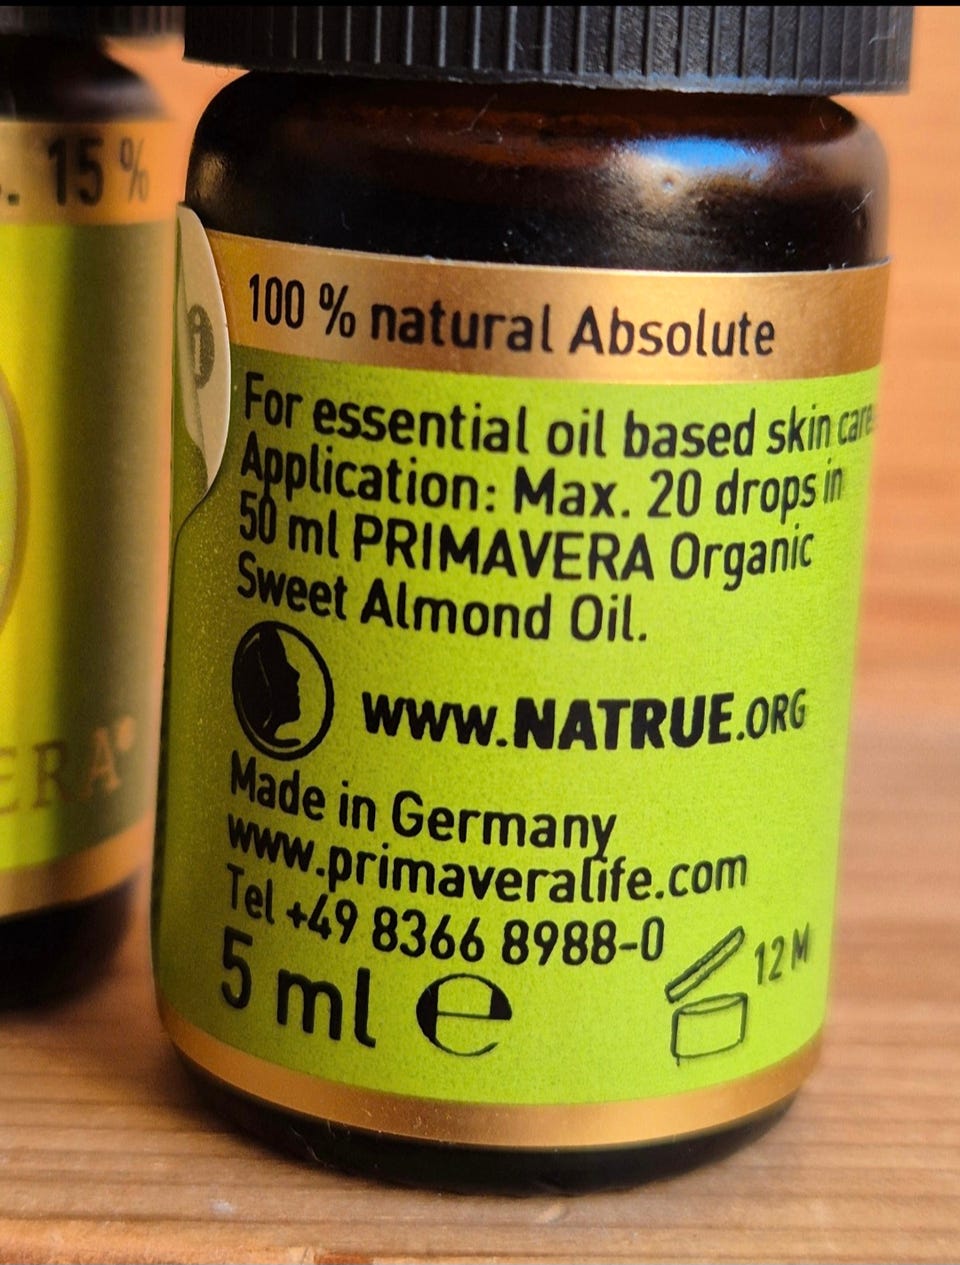 15 %
ERA®
100 % natural Absolute
For essential oil based skin care.
Application: Max. 20 drops in
50 ml PRIMAVERA Organic
Sweet Almond Oil.
www.NATRUE.ORG
Made in Germany
www.primaveralife.com
Tel +49 8366 8988-0
5 ml ℮
12 M